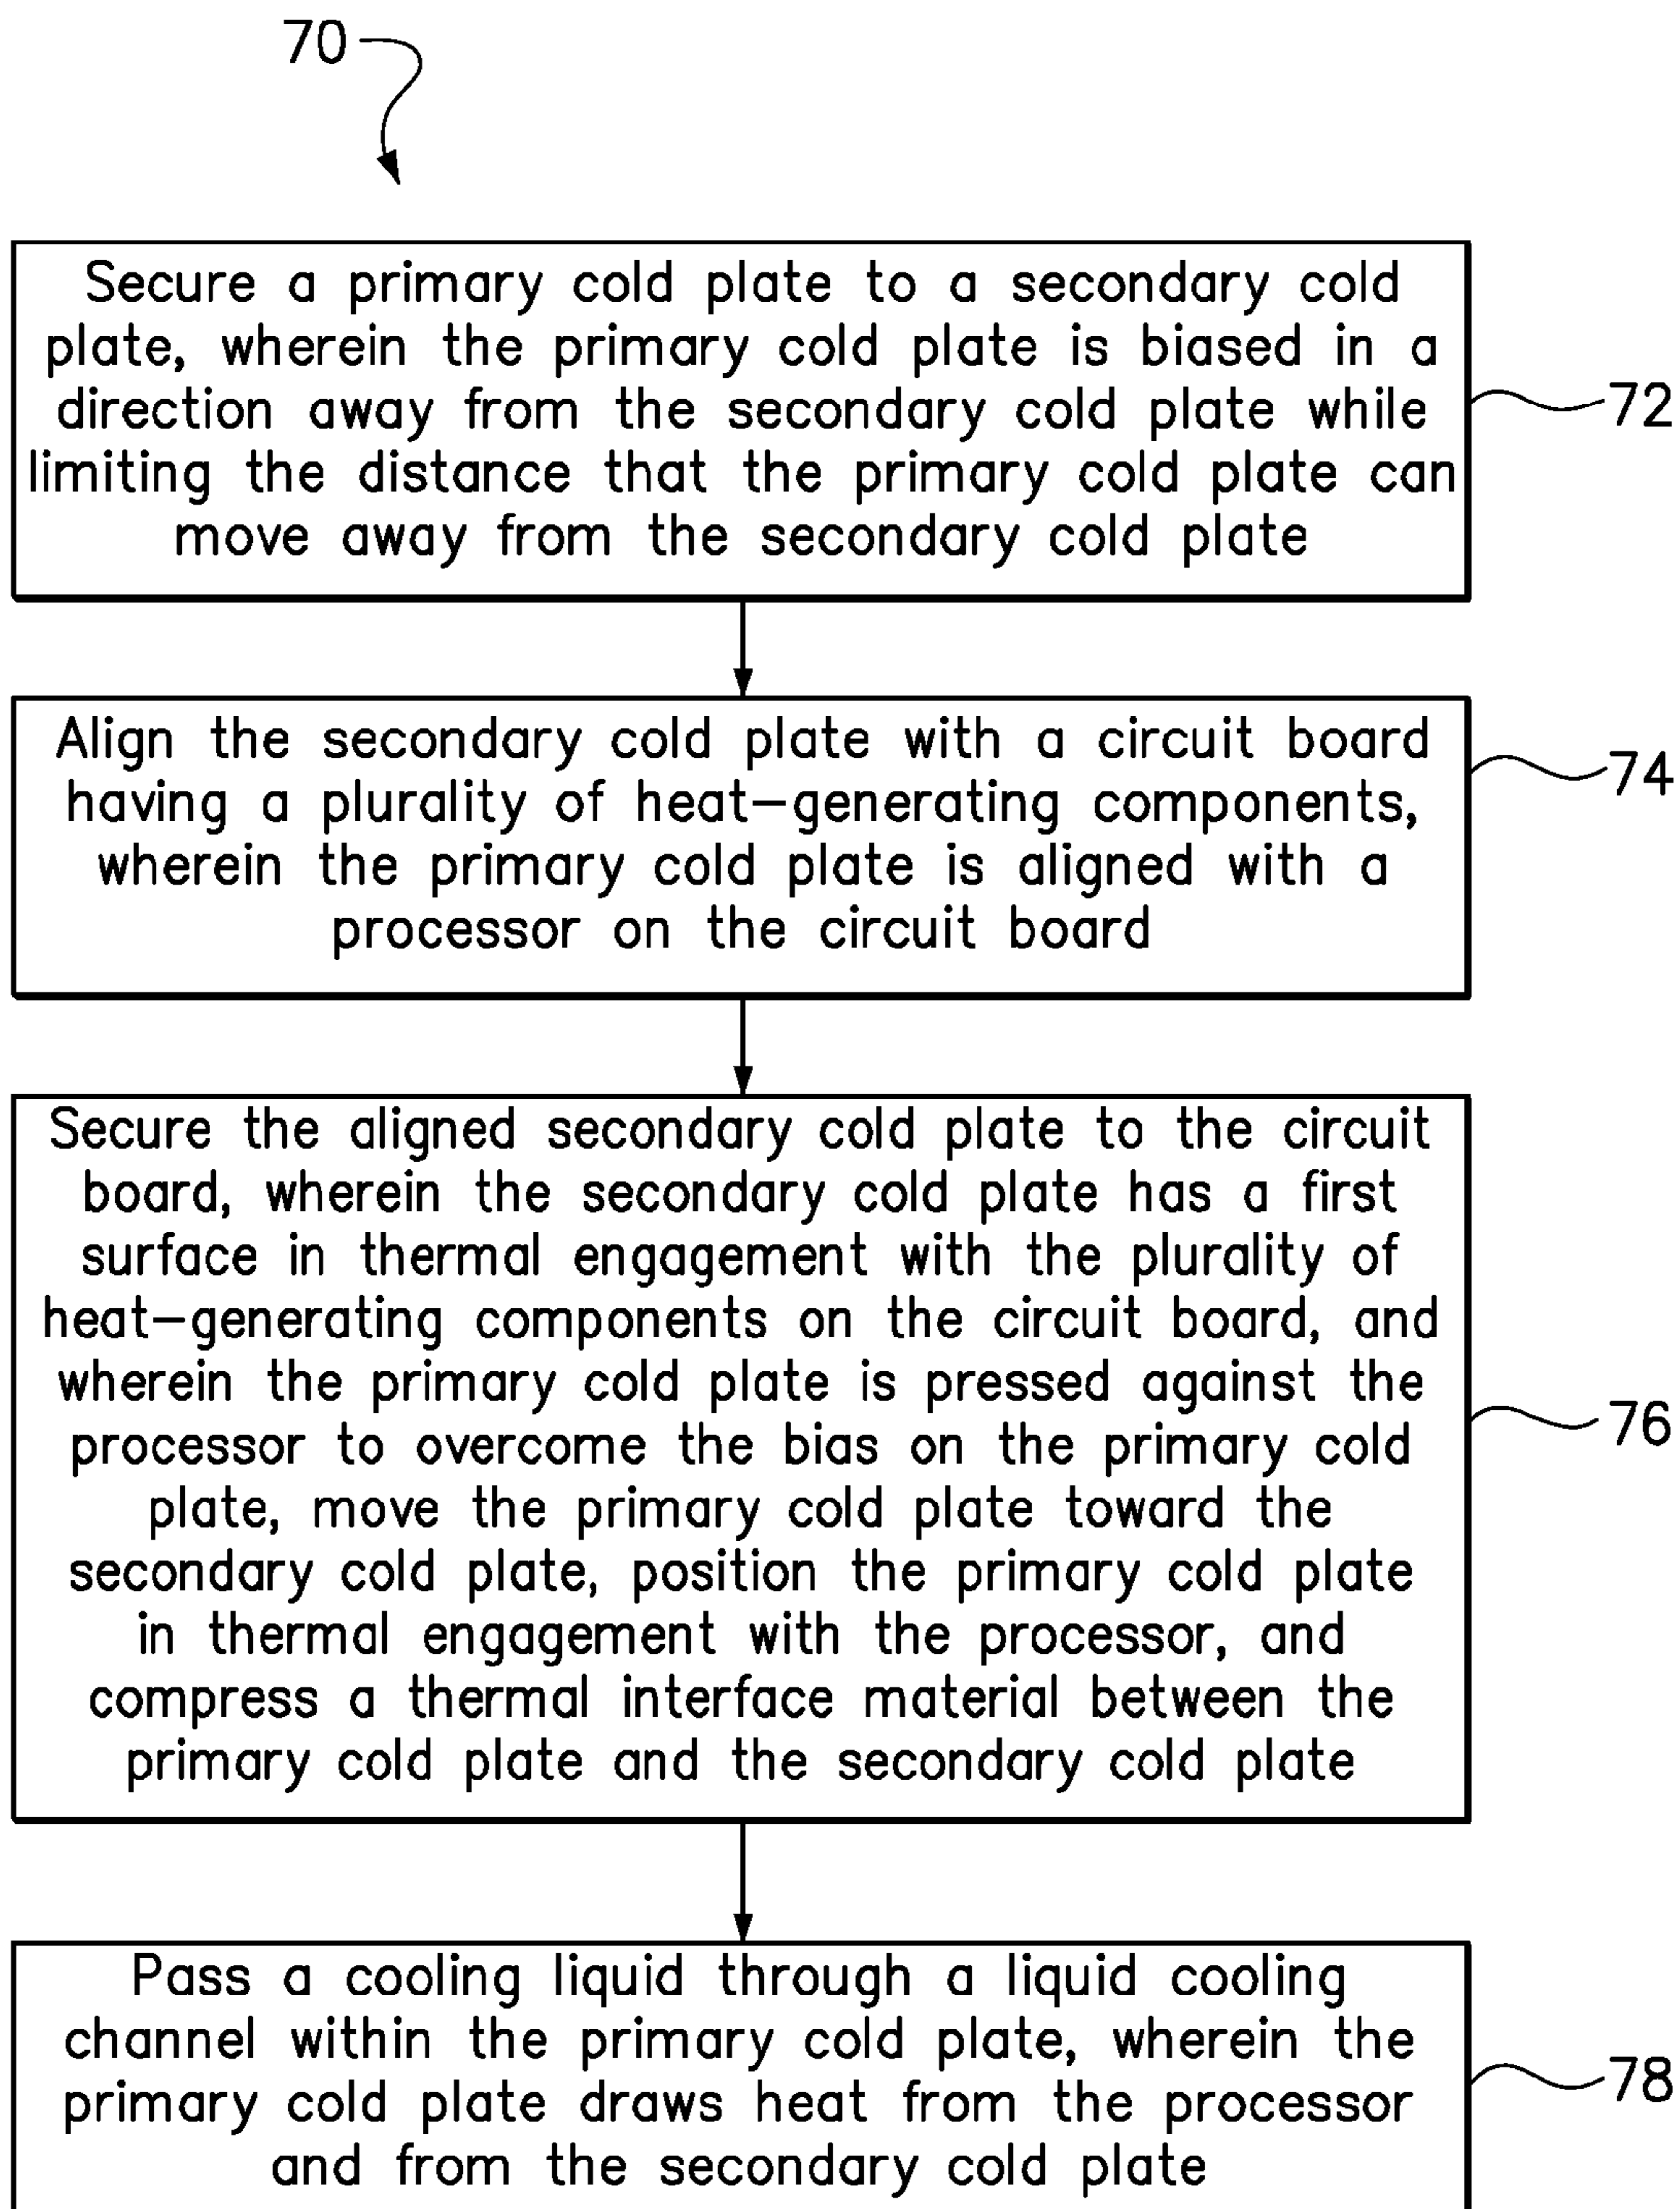 70
Secure a primary cold plate to a secondary cold
plate, wherein the primary cold plate is biased in a
direction away from the secondary cold plate while
limiting the distance that the primary cold plate can
move away from the secondary cold plate
72
Align the secondary cold plate with a circuit board
having a plurality of heat-generating components,
wherein the primary cold plate is aligned with a
processor on the circuit board
74
Secure the aligned secondary cold plate to the circuit
board, wherein the secondary cold plate has a first
surface in thermal engagement with the plurality of
heat-generating components on the circuit board, and
wherein the primary cold plate is pressed against the
processor to overcome the bias on the primary cold
plate, move the primary cold plate toward the
secondary cold plate, position the primary cold plate
in thermal engagement with the processor, and
compress a thermal interface material between the
primary cold plate and the secondary cold plate
76
Pass a cooling liquid through a liquid cooling
channel within the primary cold plate, wherein the
primary cold plate draws heat from the processor
and from the secondary cold plate
78